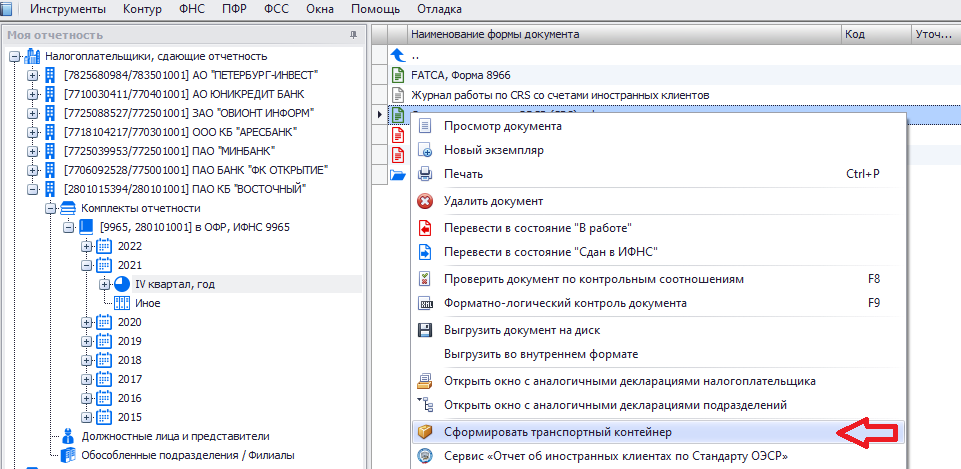 Инструменты Контур ФНС ПФР ФСС Окна Помощь Отладка
Моя отчетность
Налогоплательщики, сдающие отчетность
[7825680984/783501001] АО "ПЕТЕРБУРГ-ИНВЕСТ"
[7710030411/770401001] АО ЮНИКРЕДИТ БАНК
[7725088527/772501001] ЗАО "ОВИОНТ ИНФОРМ"
[7718104217/770301001] ООО КБ "АРЕСБАНК"
[7725039953/772501001] ПАО "МИНБАНК"
[7706092528/775001001] ПАО БАНК "ФК ОТКРЫТИЕ"
[2801015394/280101001] ПАО КБ "ВОСТОЧНЫЙ"
Комплекты отчетности
[9965, 280101001] в ОФР, ИФНС 9965
2022
2021
IV квартал, год
Иное
2020
2019
2018
2017
2016
2015
Должностные лица и представители
Обособленные подразделения / Филиалы
Наименование формы документа Код Уточ...
..
FATCA, Форма 8966
Журнал работы по CRS со счетами иностранных клиентов
Просмотр документа
Новый экземпляр
Печать Ctrl+P
Удалить документ
Перевести в состояние "В работе"
Перевести в состояние "Сдан в ИФНС"
Проверить документ по контрольным соотношениям F8
Форматно-логический контроль документа F9
Выгрузить документ на диск
Выгрузить во внутреннем формате
Открыть окно с аналогичными декларациями налогоплательщика
Открыть окно с аналогичными декларациями подразделений
Сформировать транспортный контейнер
Сервис «Отчет об иностранных клиентах по Стандарту ОЭСР»